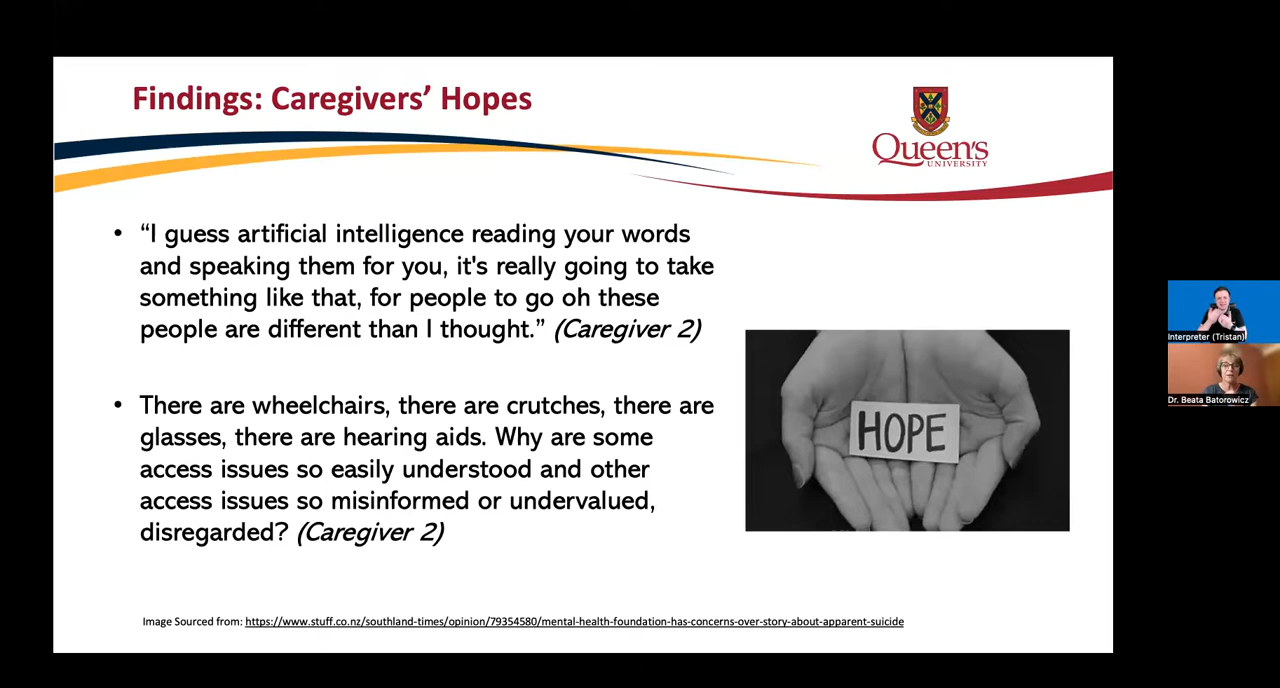 Findings: Caregivers’ Hopes
Queen's
UNIVERSITY
• “I guess artificial intelligence reading your words
and speaking them for you, it's really going to take
something like that, for people to go oh these
people are different than I thought.” (Caregiver 2)
• There are wheelchairs, there are crutches, there are
glasses, there are hearing aids. Why are some
access issues so easily understood and other
access issues so misinformed or undervalued,
disregarded? (Caregiver 2)
HOPE
Image Sourced from: https://www.stuff.co.nz/southland-times/opinion/79354580/mental-health-foundation-has-concerns-over-story-about-apparent-suicide
Interpreter (Tristan)
Dr. Beata Batorowicz